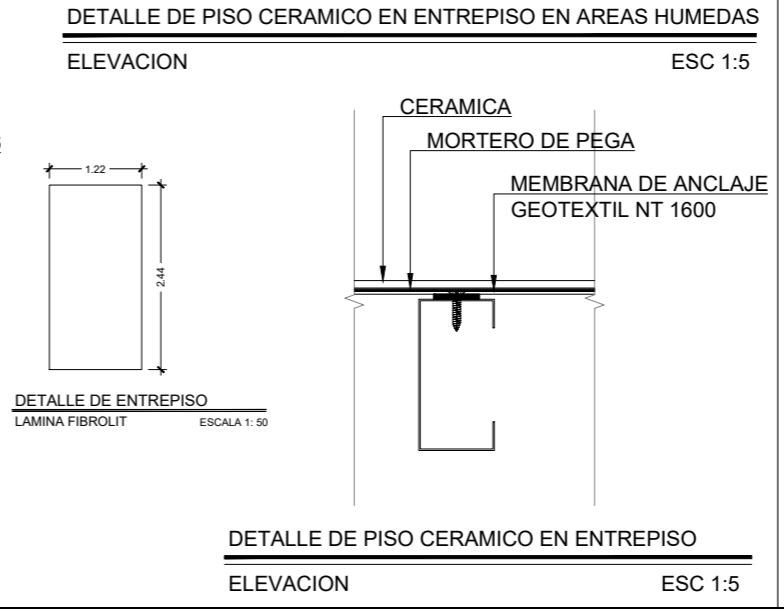 DETALLE DE PISO CERAMICO EN ENTREPISO EN AREAS HUMEDAS
ELEVACION ESC 1:5
CERAMICA
MORTERO DE PEGA
MEMBRANA DE ANCLAJE
GEOTEXTIL NT 1600
1.22
2.44
DETALLE DE ENTREPISO
LAMINA FIBROLIT ESCALA 1: 50
DETALLE DE PISO CERAMICO EN ENTREPISO
ELEVACION ESC 1:5